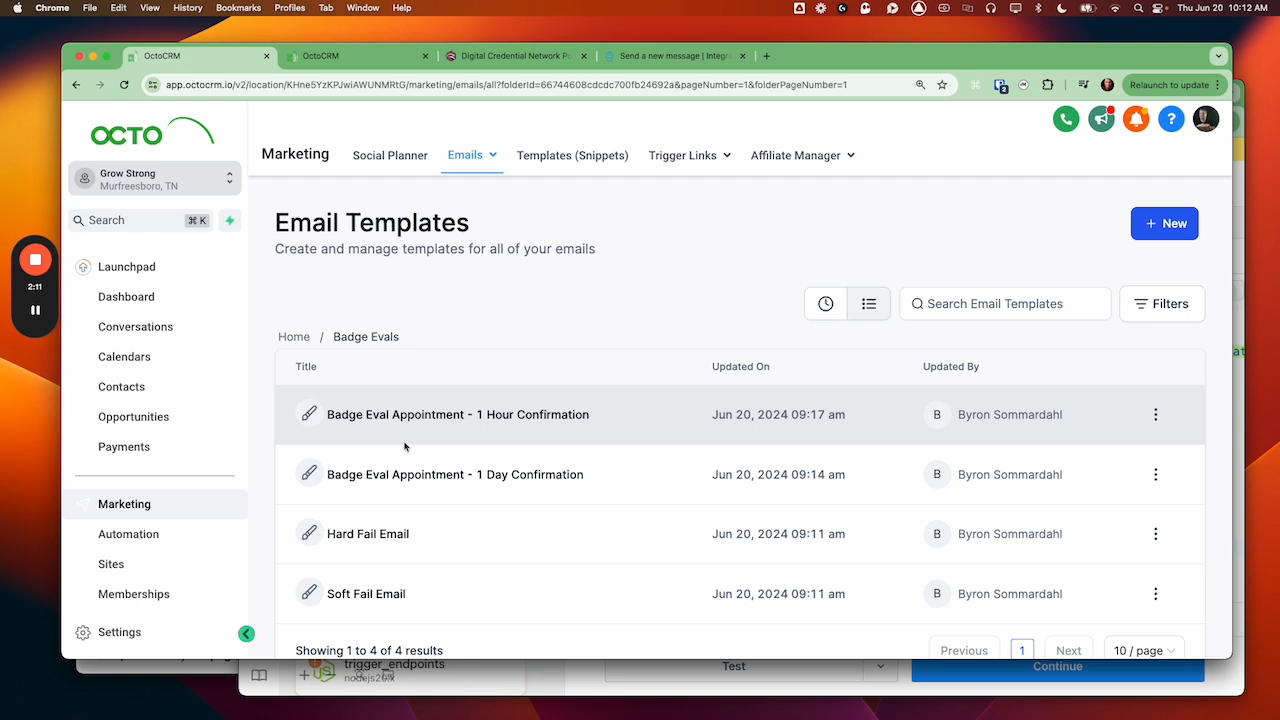 Chrome File Edit View History Bookmarks Profiles Tab Window Help Thu Jun 20 10:12 AM
OctoCRM OctoCRM Digital Credential Network Po Send a new message | Integra
app.octocrm.io/v2/location/KHne5YzKPJwiAWUNMRtG/marketing/emails/all?folderId=66744608cdcdc700fb24692a&pageNumber=1&folderPageNumber=1
2
Relaunch to update
OCTO
Grow Strong
Murfreesboro, TN
Search ⌘ K
Launchpad
Dashboard
Conversations
Calendars
Contacts
Opportunities
Payments
Marketing
Automation
Sites
Memberships
Settings
2:11
Marketing Social Planner Emails Templates (Snippets) Trigger Links Affiliate Manager
?
Email Templates
Create and manage templates for all of your emails
+ New
Search Email Templates
Filters
Home / Badge Evals
Title Updated On Updated By
Badge Eval Appointment - 1 Hour Confirmation Jun 20, 2024 09:17 am B Byron Sommardahl
Badge Eval Appointment - 1 Day Confirmation Jun 20, 2024 09:14 am B Byron Sommardahl
Hard Fail Email Jun 20, 2024 09:11 am B Byron Sommardahl
Soft Fail Email Jun 20, 2024 09:11 am B Byron Sommardahl
Showing 1 to 4 of 4 results Previous 1 Next 10 / page
trigger_endpoints
nodejs20.x
Test
Continue
at